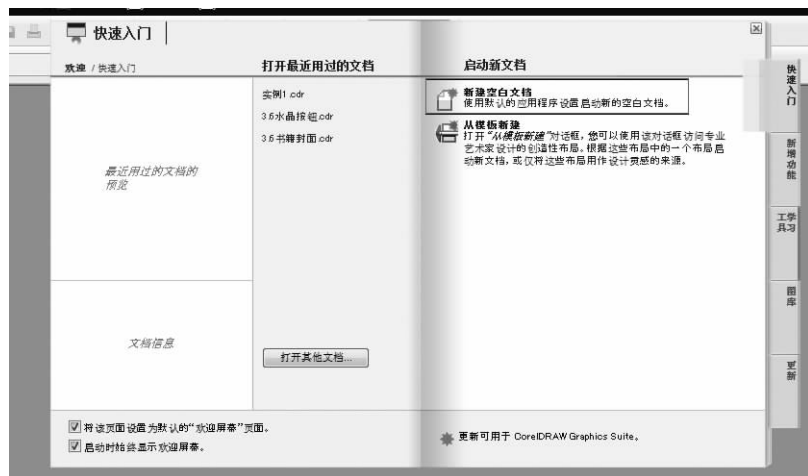 快速入门
欢迎 / 快速入门
打开最近用过的文档
启动新文档
实例1.cdr
3.6水晶按钮.cdr
3.6书籍封面.cdr
最近用过的文档的
预览
文档信息
打开其他文档...
新建空白文档
使用默认的应用程序设置启动新的空白文档。
从模板新建
打开“从模板新建”对话框，您可以使用该对话框访问专业
艺术家设计的创造性布局。根据这些布局中的一个布局启
动新文档，或仅将这些布局用作设计灵感的来源。
快速入门
新增功能
学习
工具
图库
更新
将该页面设置为默认的“欢迎屏幕”页面。
启动时始终显示欢迎屏幕。
更新可用于 CorelDRAW Graphics Suite。